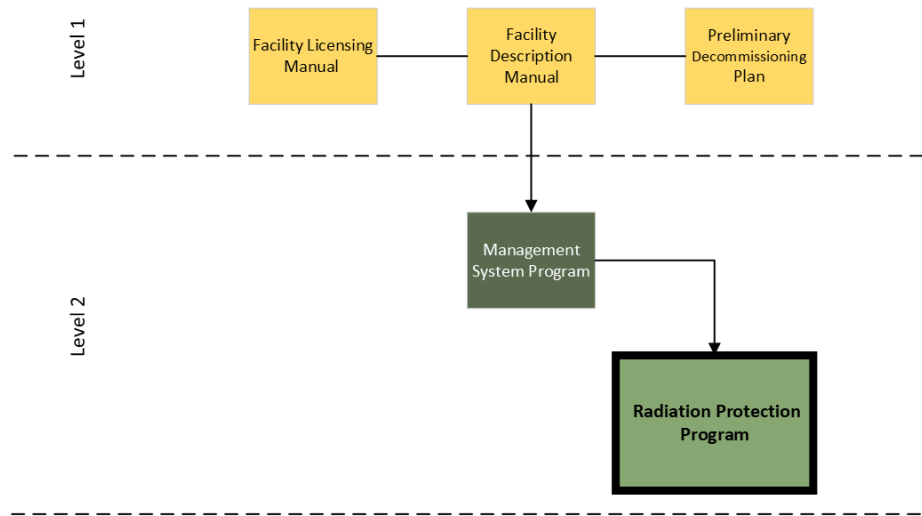 Level 1
Facility Licensing
Manual
Facility
Description
Manual
Preliminary
Decommissioning
Plan
Level 2
Management
System Program
Radiation Protection
Program